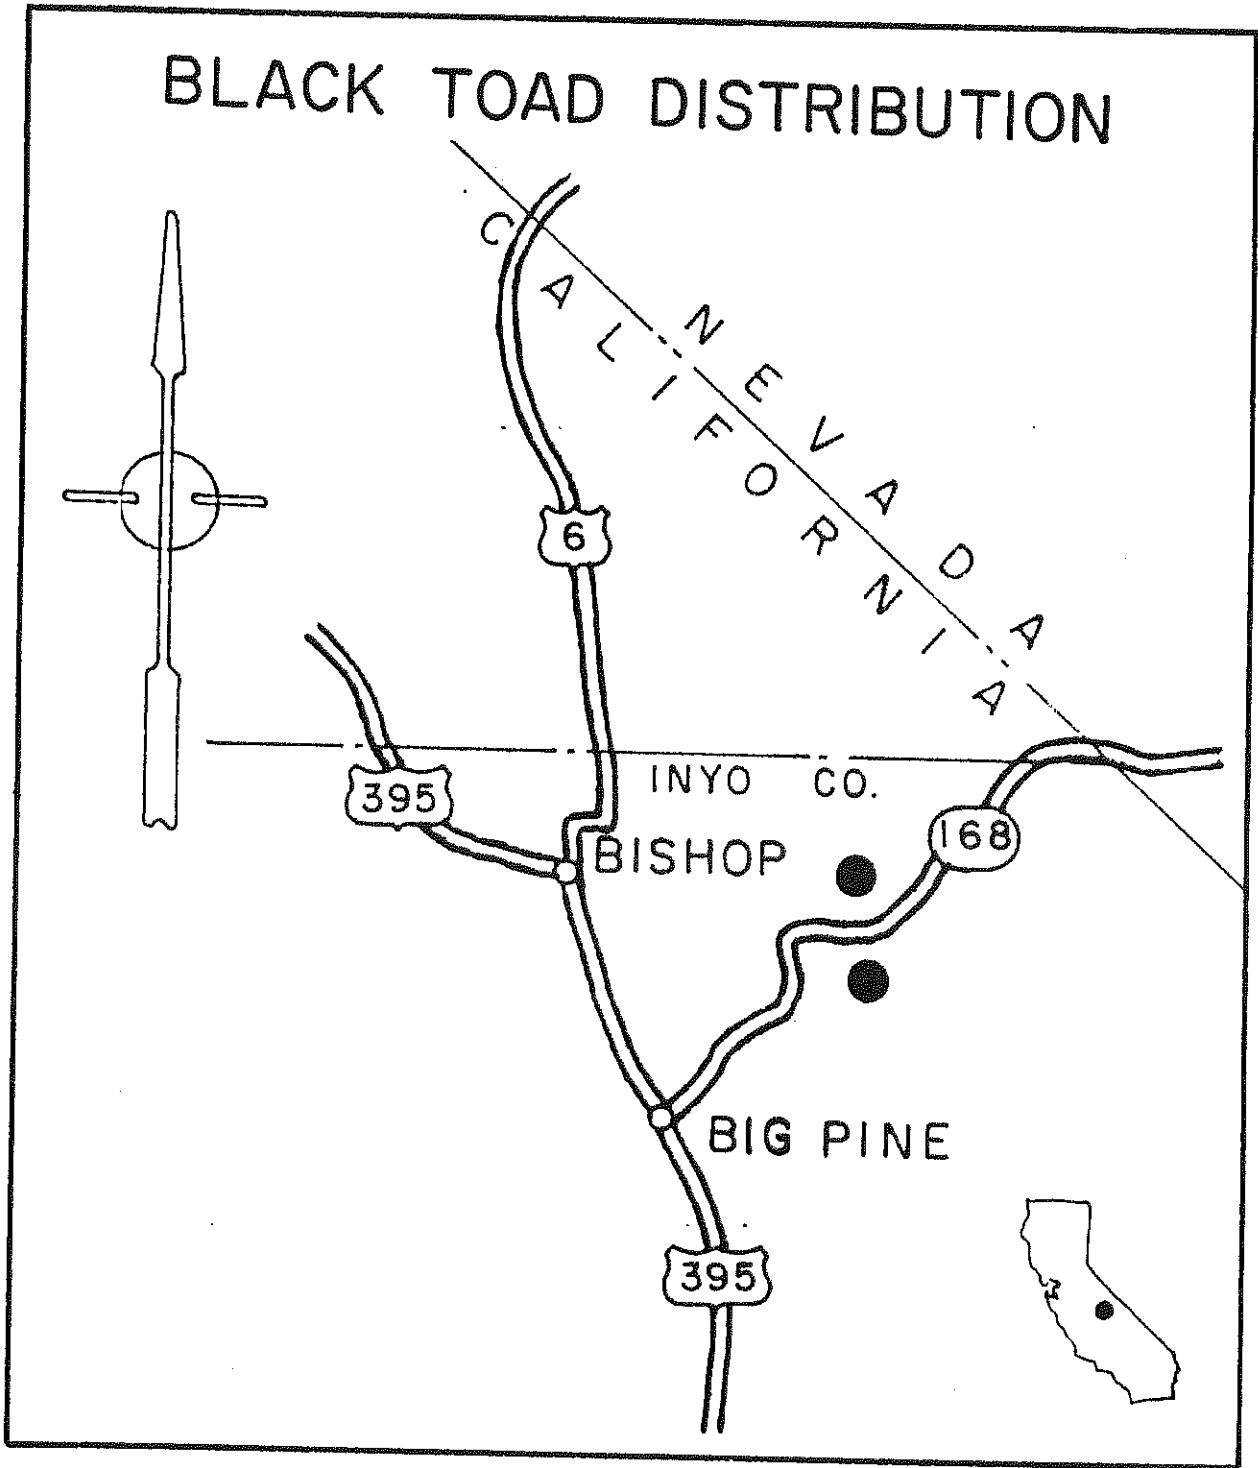 BLACK TOAD DISTRIBUTION
CALIFORNIA
NEVADA
6
395
INYO CO.
168
BISHOP
BIG PINE
395